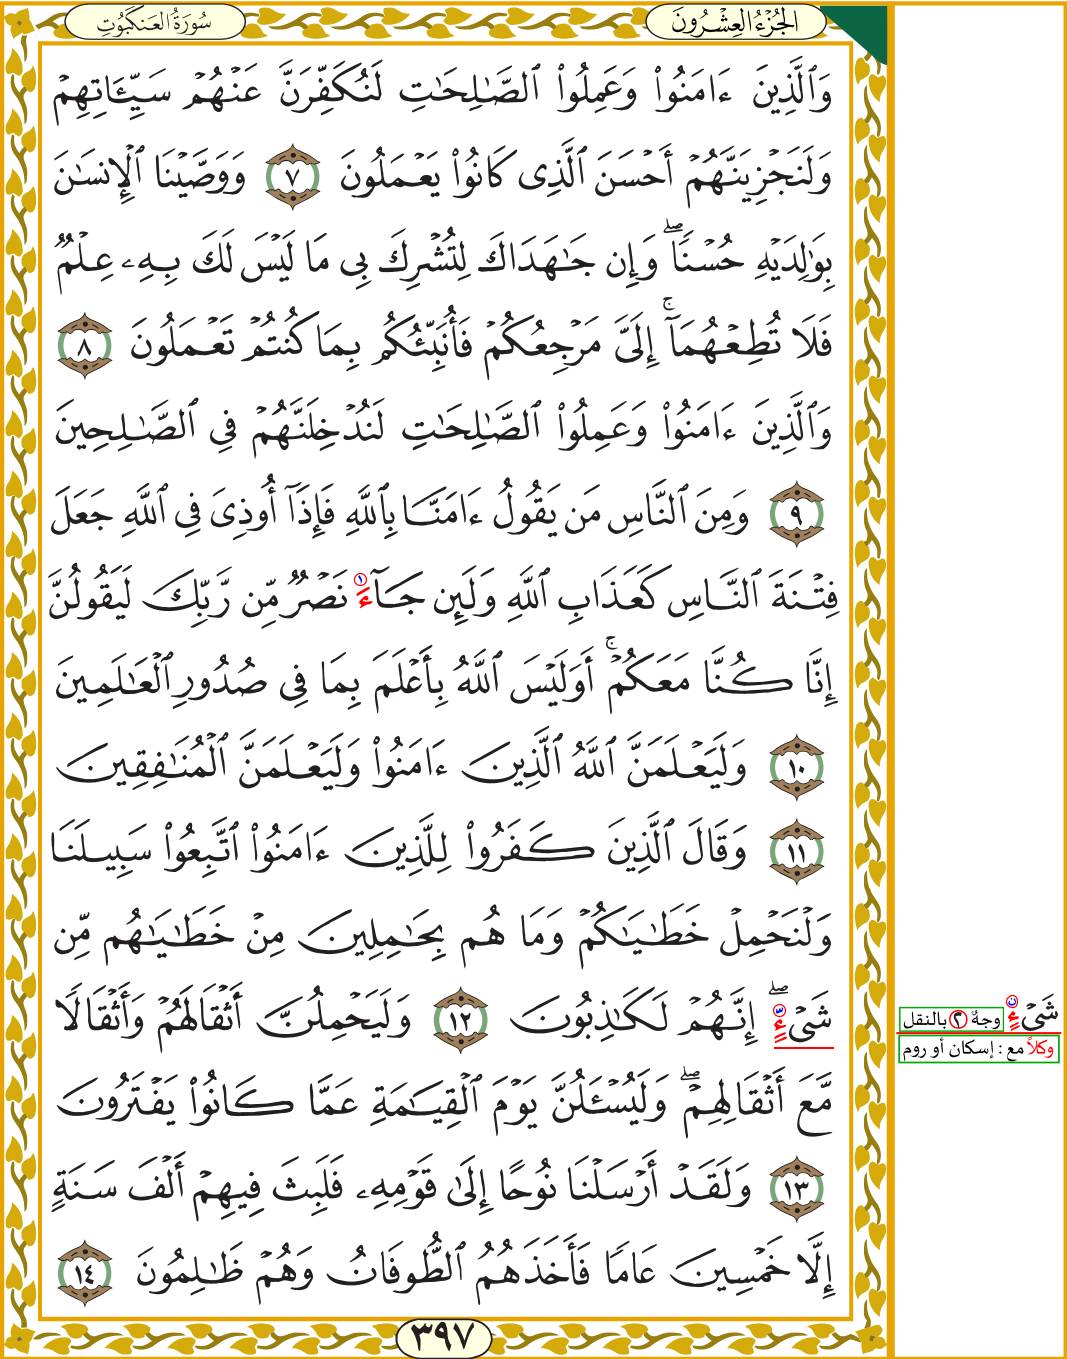 الجُزْءُ العِشْرُونَ
سُورَةُ العَنكَبُوتِ
وَٱلَّذِينَ ءَامَنُوا۟ وَعَمِلُوا۟ ٱلصَّـٰلِحَـٰتِ لَنُكَفِّرَنَّ عَنْهُمْ سَيِّـَٔاتِهِمْ
وَلَنَجْزِيَنَّهُمْ أَحْسَنَ ٱلَّذِى كَانُوا۟ يَعْمَلُونَ ٧ وَوَصَّيْنَا ٱلْإِنسَـٰنَ
بِوَٰلِدَيْهِ حُسْنًا ۖ وَإِن جَـٰهَدَاكَ لِتُشْرِكَ بِى مَا لَيْسَ لَكَ بِهِۦ عِلْمٌ
فَلَا تُطِعْهُمَآ ۚ إِلَىَّ مَرْجِعُكُمْ فَأُنَبِّئُكُم بِمَا كُنتُمْ تَعْمَلُونَ ٨
وَٱلَّذِينَ ءَامَنُوا۟ وَعَمِلُوا۟ ٱلصَّـٰلِحَـٰتِ لَنُدْخِلَنَّهُمْ فِى ٱلصَّـٰلِحِينَ
٩ وَمِنَ ٱلنَّاسِ مَن يَقُولُ ءَامَنَّا بِٱللَّهِ فَإِذَآ أُوذِىَ فِى ٱللَّهِ جَعَلَ
فِتْنَةَ ٱلنَّاسِ كَعَذَابِ ٱللَّهِ وَلَئِن جَآءَ ١ نَصْرٌ مِّن رَّبِّكَ لَيَقُولُنَّ
إِنَّا كُنَّا مَعَكُمْ ۚ أَوَلَيْسَ ٱللَّهُ بِأَعْلَمَ بِمَا فِى صُدُورِ ٱلْعَـٰلَمِينَ
١٠ وَلَيَعْلَمَنَّ ٱللَّهُ ٱلَّذِينَ ءَامَنُوا۟ وَلَيَعْلَمَنَّ ٱلْمُنَـٰفِقِينَ
١١ وَقَالَ ٱلَّذِينَ كَفَرُوا۟ لِلَّذِينَ ءَامَنُوا۟ ٱتَّبِعُوا۟ سَبِيلَنَا
وَلْنَحْمِلْ خَطَـٰيَـٰكُمْ وَمَا هُم بِحَـٰمِلِينَ مِنْ خَطَـٰيَـٰهُم مِّن
شَىْءٍ ۖ إِنَّهُمْ لَكَـٰذِبُونَ ١٢ وَلَيَحْمِلُنَّ أَثْقَالَهُمْ وَأَثْقَالًا
مَّعَ أَثْقَالِهِمْ ۖ وَلَيُسْـَٔلُنَّ يَوْمَ ٱلْقِيَـٰمَةِ عَمَّا كَانُوا۟ يَفْتَرُونَ
١٣ وَلَقَدْ أَرْسَلْنَا نُوحًا إِلَىٰ قَوْمِهِۦ فَلَبِثَ فِيهِمْ أَلْفَ سَنَةٍ
إِلَّا خَمْسِينَ عَامًا فَأَخَذَهُمُ ٱلطُّوفَانُ وَهُمْ ظَـٰلِمُونَ ١٤
شَىْءٍ وجهٌ ٢ بالنقل
وكلاً مع : إسكان أو روم
٣٩٧